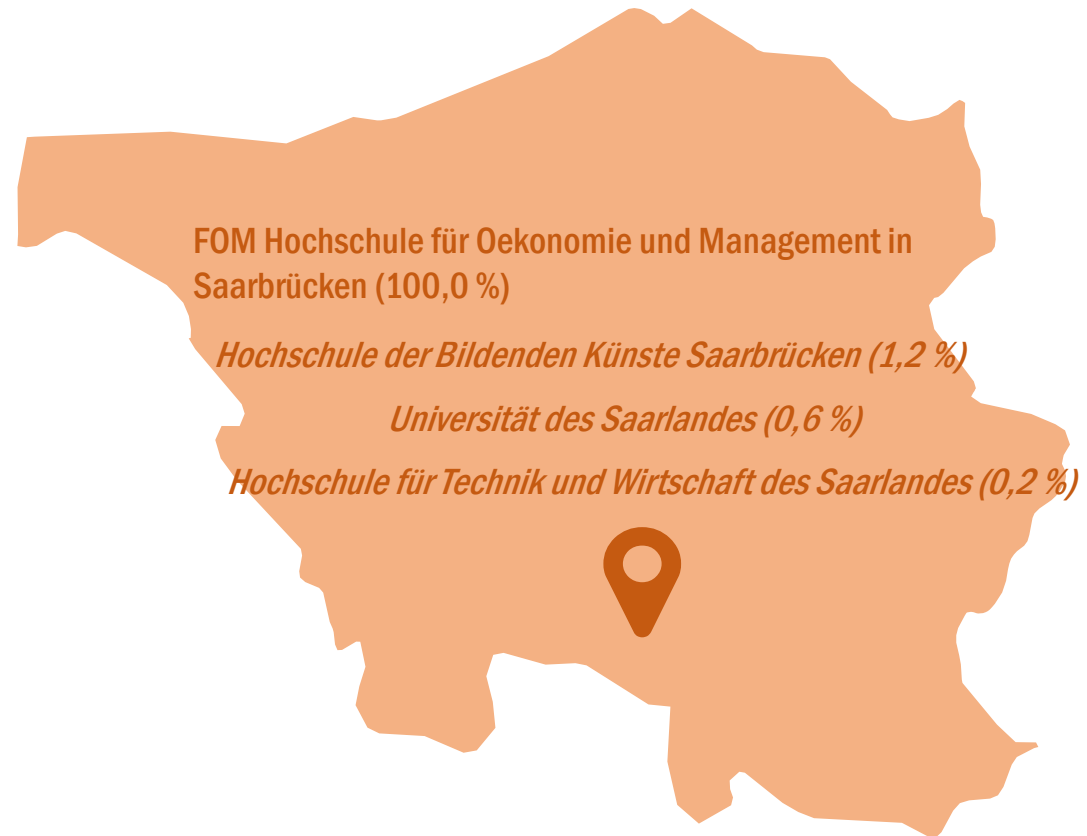 FOM Hochschule für Oekonomie und Management in
Saarbrücken (100,0 %)
Hochschule der Bildenden Künste Saarbrücken (1,2 %)
Universität des Saarlandes (0,6 %)
Hochschule für Technik und Wirtschaft des Saarlandes (0,2 %)